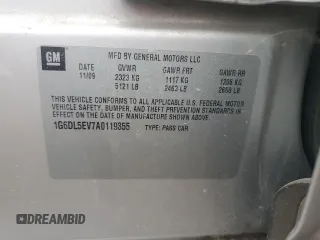 GM
MFD BY GENERAL MOTORS LLC
DATE GVWR GAWR FRT GAWR RR
11/09 2323 KG 1117 KG 1206 KG
5121 LB 2463 LB 2658 LB
THIS VEHICLE CONFORMS TO ALL APPLICABLE U.S. FEDERAL MOTOR
VEHICLE SAFETY, BUMPER, AND THEFT PREVENTION STANDARDS
IN EFFECT ON THE DATE OF MANUFACTURE SHOWN ABOVE.
1G6DL5EV7A0119355 TYPE: PASS CAR
DREAMBID